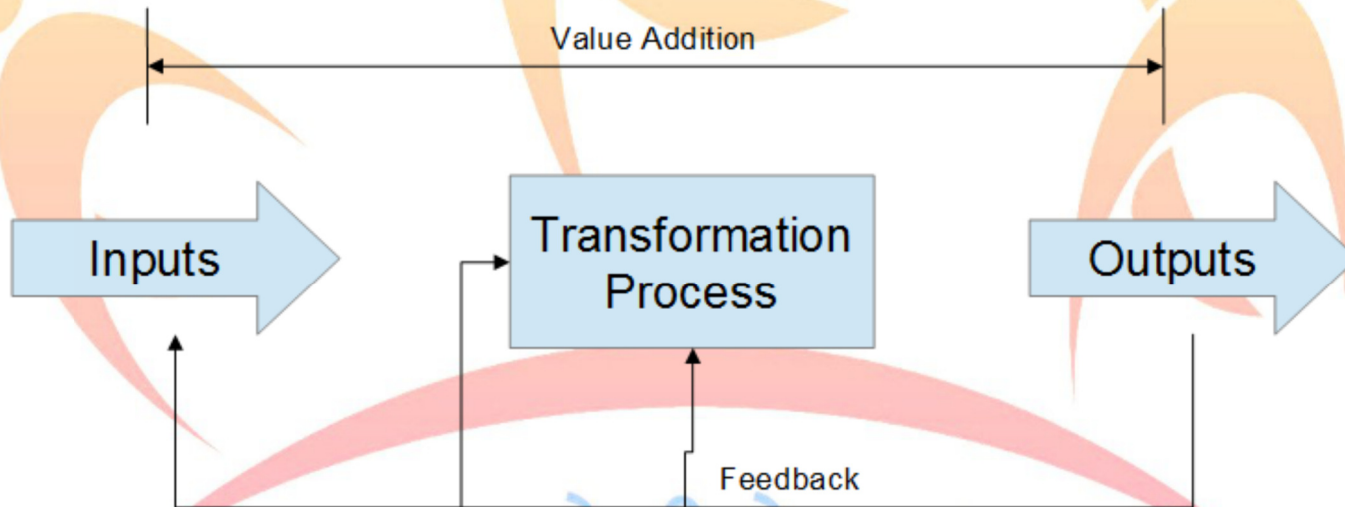 Value Addition
Inputs
Transformation
Process
Outputs
Feedback